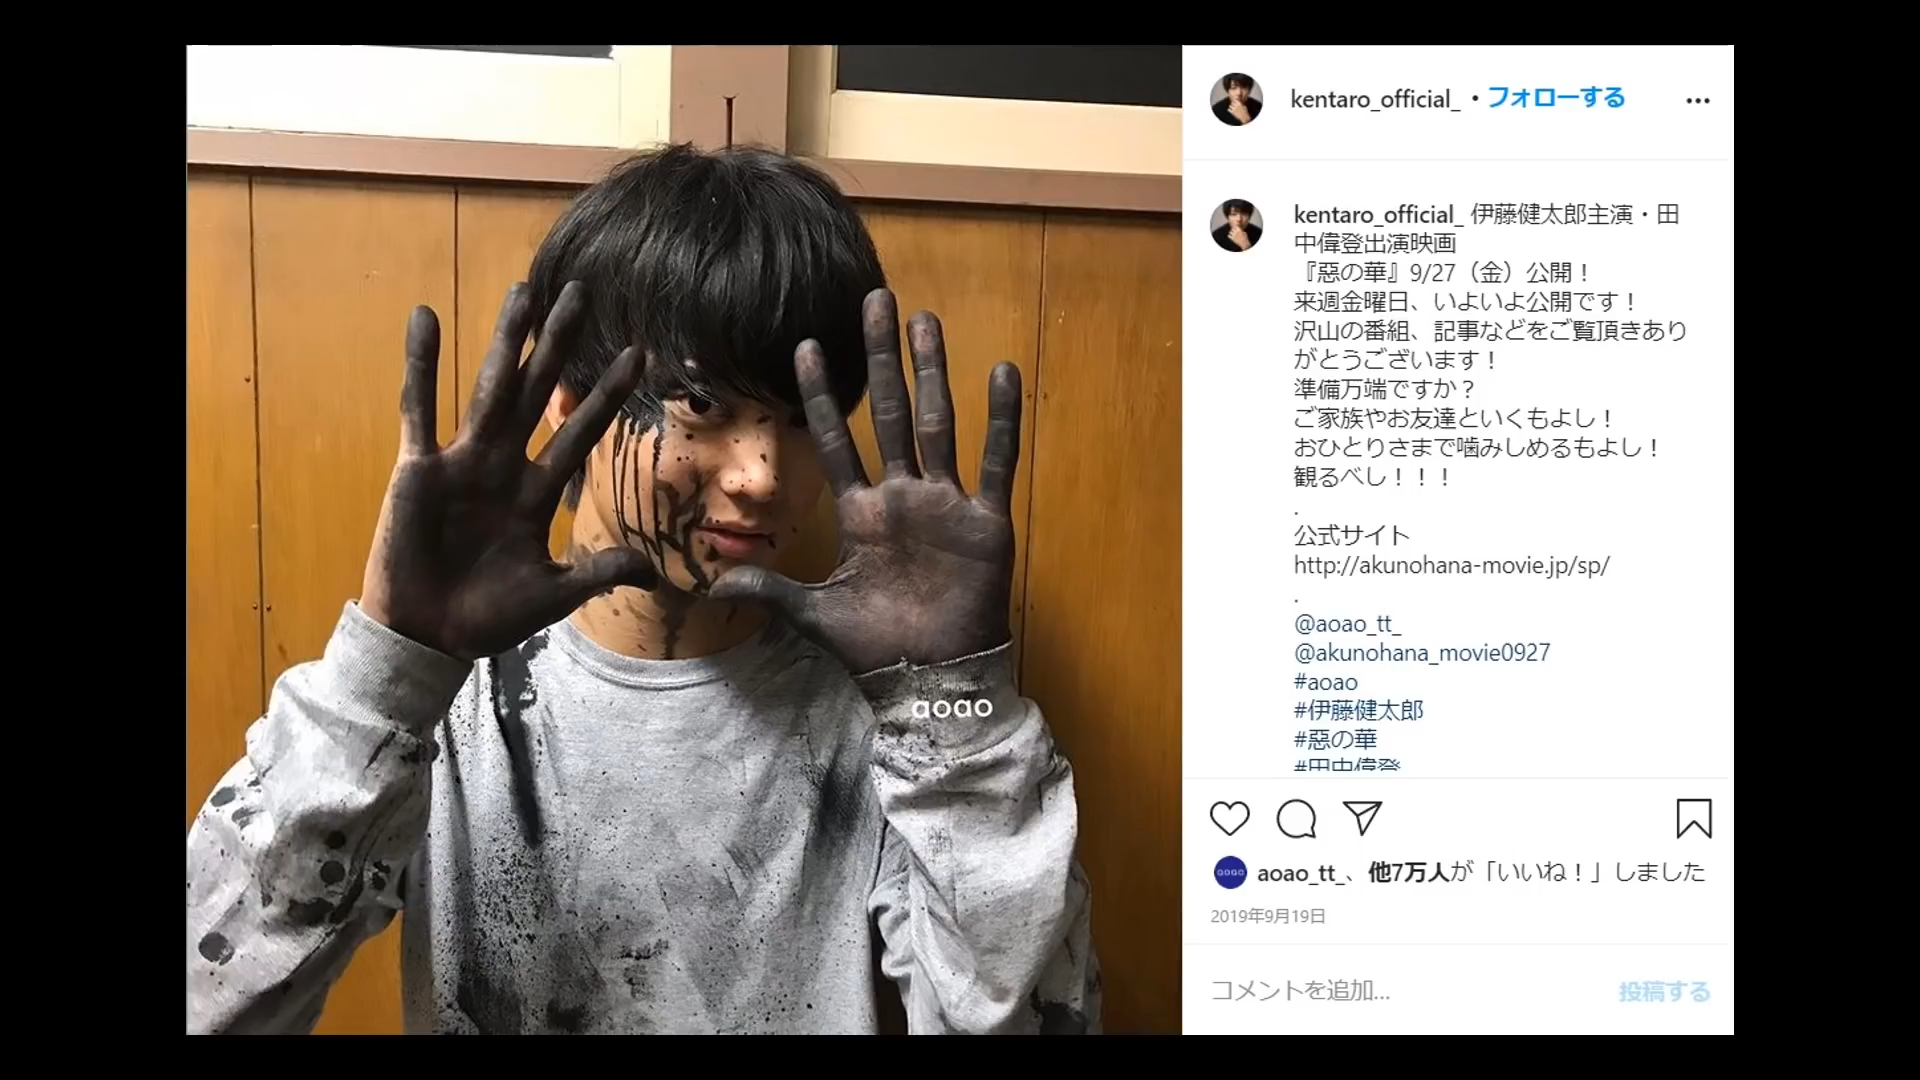 kentaro_official_ • フォローする
kentaro_official_ 伊藤健太郎主演・田
中偉登出演映画
『惡の華』9/27（金）公開！
来週金曜日、いよいよ公開です！
沢山の番組、記事などをご覧頂きあり
がとうございます！
準備万端ですか？
ご家族やお友達といくもよし！
おひとりさまで噛みしめるもよし！
観るべし！！！
.
公式サイト
http://akunohana-movie.jp/sp/
.
@aoao_tt_
@akunohana_movie0927
#aoao
#伊藤健太郎
#惡の華
#田中偉登
aoao
aoao
aoao_tt_、他7万人が「いいね！」しました
2019年9月19日
コメントを追加...
投稿する